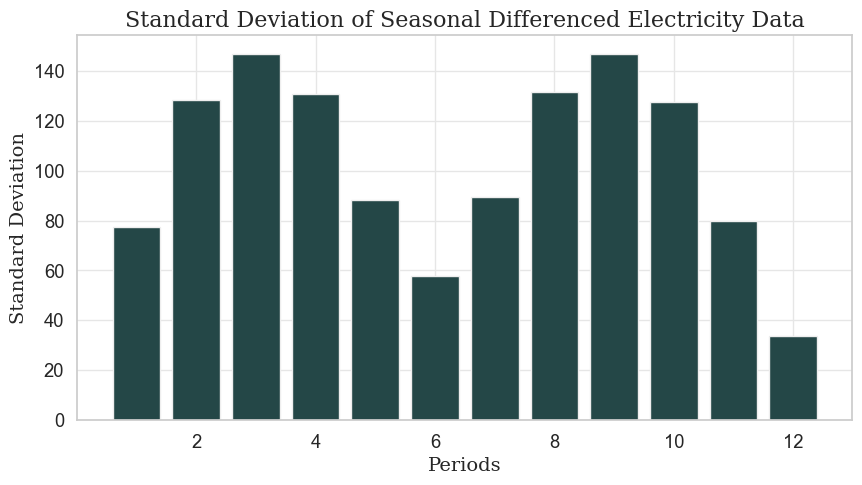 Standard Deviation of Seasonal Differenced Electricity Data
140
120
100
80
60
40
20
0
Standard Deviation
2 4 6 8 10 12
Periods